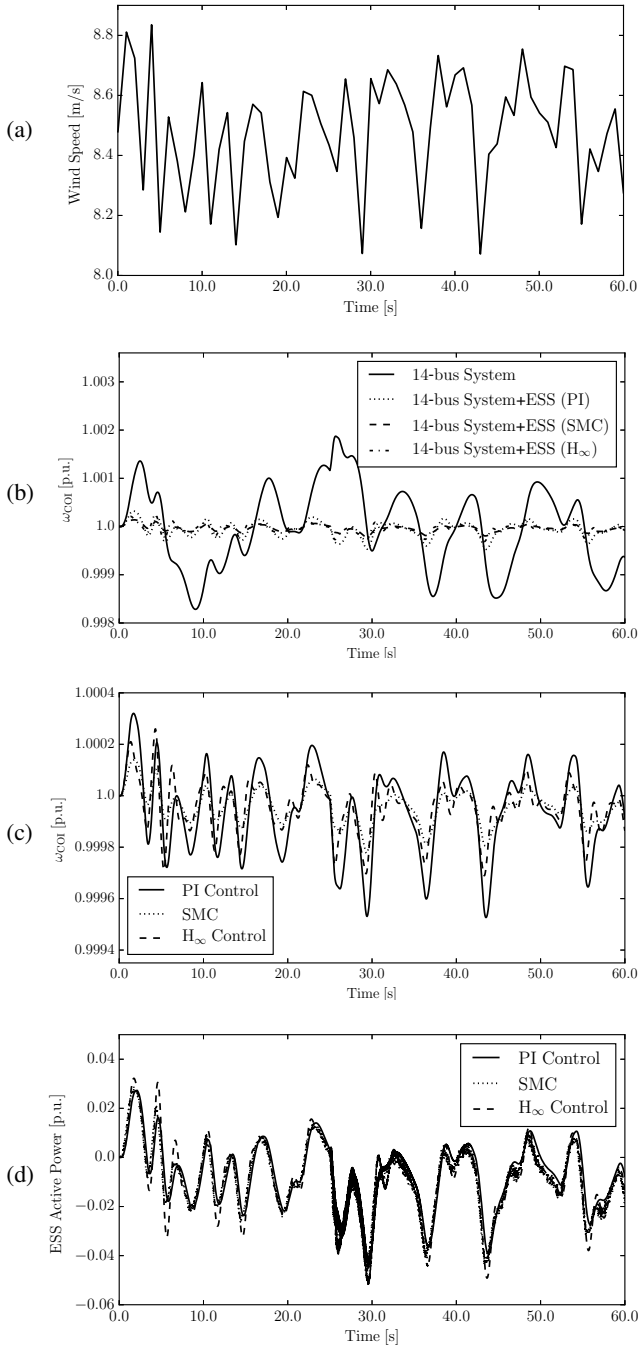 (a)
Wind Speed [m/s]
8.8
8.6
8.4
8.2
8.0
0.0 10.0 20.0 30.0 40.0 50.0 60.0
Time [s]
(b)
ωCOI [p.u.]
1.003
1.002
1.001
1.0
0.999
0.998
14-bus System
14-bus System+ESS (PI)
14-bus System+ESS (SMC)
14-bus System+ESS (H∞)
0.0 10.0 20.0 30.0 40.0 50.0 60.0
Time [s]
(c)
ωCOI [p.u.]
1.0004
1.0002
1.0
0.9998
0.9996
0.9994
PI Control
SMC
H∞ Control
0.0 10.0 20.0 30.0 40.0 50.0 60.0
Time [s]
(d)
ESS Active Power [p.u.]
0.04
0.02
0.0
−0.02
−0.04
−0.06
PI Control
SMC
H∞ Control
0.0 10.0 20.0 30.0 40.0 50.0 60.0
Time [s]